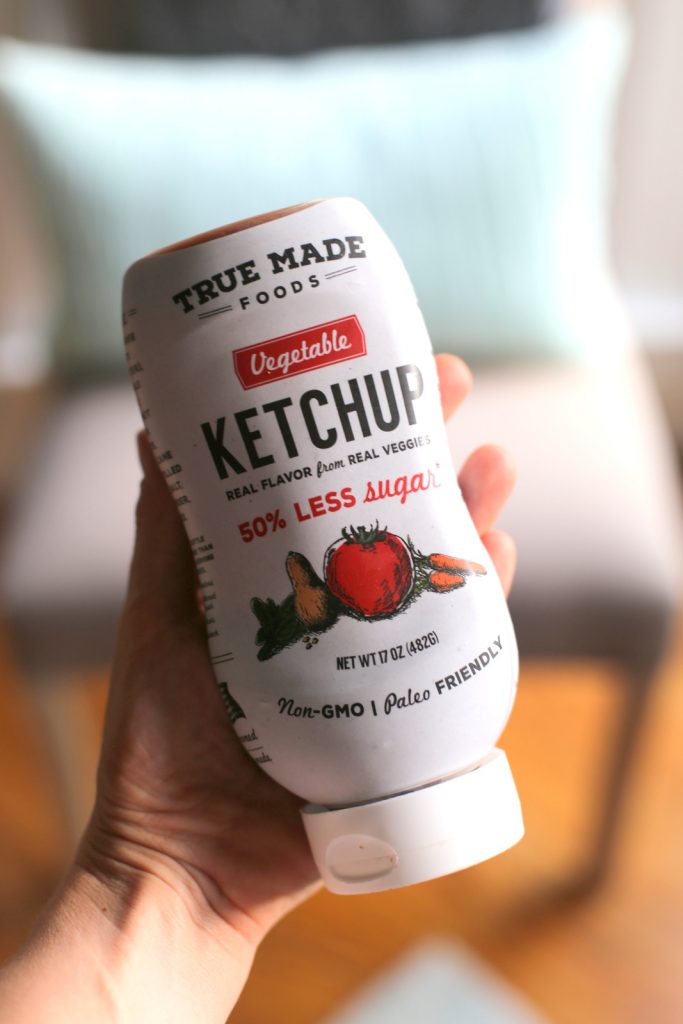 TRUE MADE
FOODS
Vegetable
KETCHUP
REAL FLAVOR from REAL VEGGIES
50% LESS sugar*
NET WT 17 OZ (482G)
Non-GMO | Paleo FRIENDLY